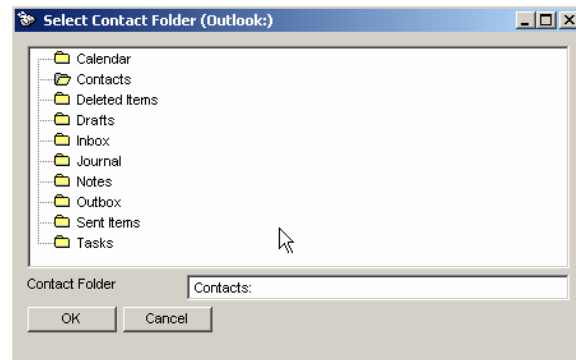 Select Contact Folder (Outlook:)
Calendar
Contacts
Deleted Items
Drafts
Inbox
Journal
Notes
Outbox
Sent Items
Tasks
Contact Folder Contacts:
OK Cancel